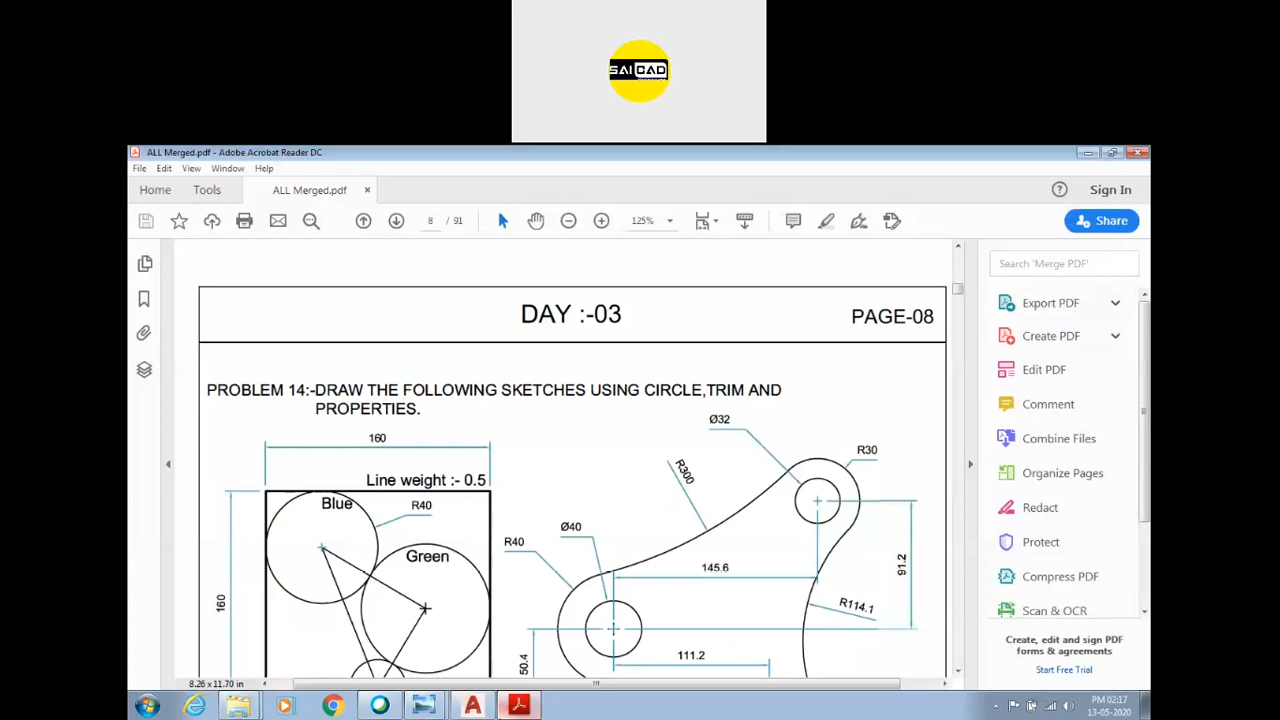 SAI CAD
ALL Merged.pdf - Adobe Acrobat Reader DC
File Edit View Window Help
Home Tools ALL Merged.pdf × Sign In
8 / 91 125% Share
Search 'Merge PDF'
Export PDF
Create PDF
Edit PDF
Comment
Combine Files
Organize Pages
Redact
Protect
Compress PDF
Scan & OCR
Create, edit and sign PDF
forms & agreements
Start Free Trial
DAY :-03 PAGE-08
PROBLEM 14:-DRAW THE FOLLOWING SKETCHES USING CIRCLE,TRIM AND
PROPERTIES.
160
Line weight :- 0.5
Blue
R40
Green
160
Ø32
R30
R300
Ø40
R40
145.6
91.2
R114.1
111.2
50.4
8.26 x 11.70 in
PM 02:17
13-05-2020